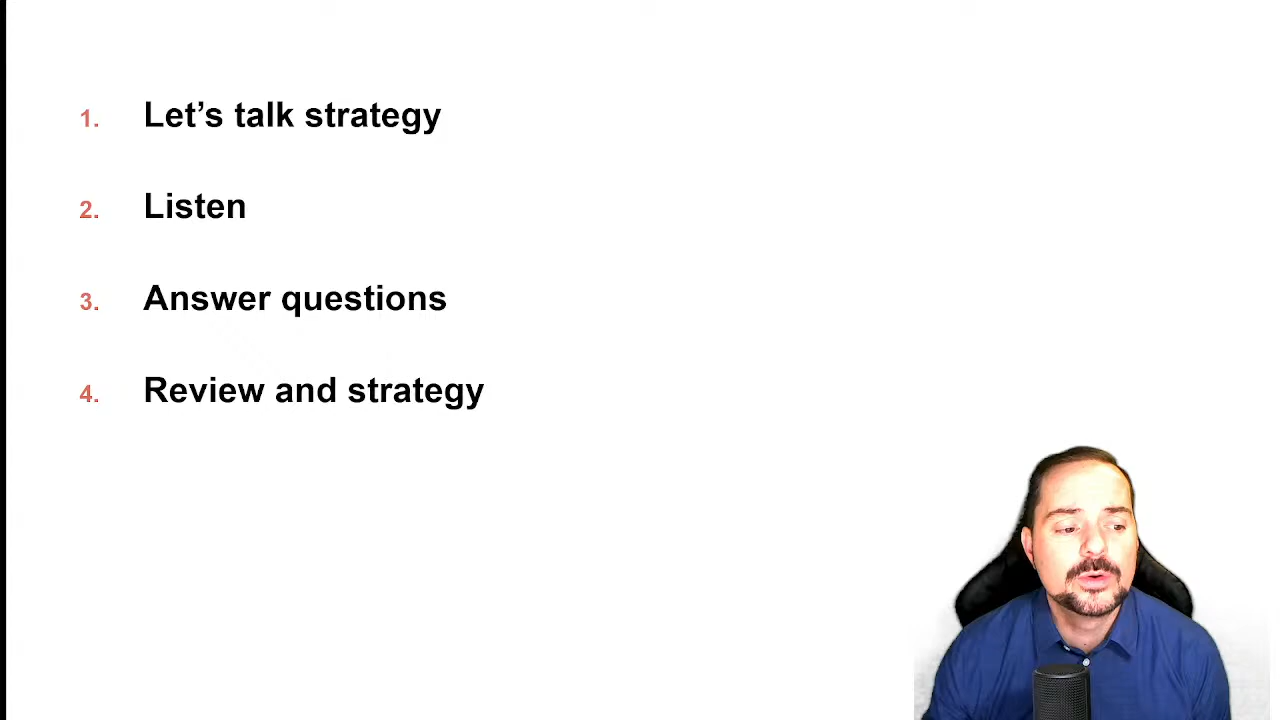 1. Let’s talk strategy
2. Listen
3. Answer questions
4. Review and strategy